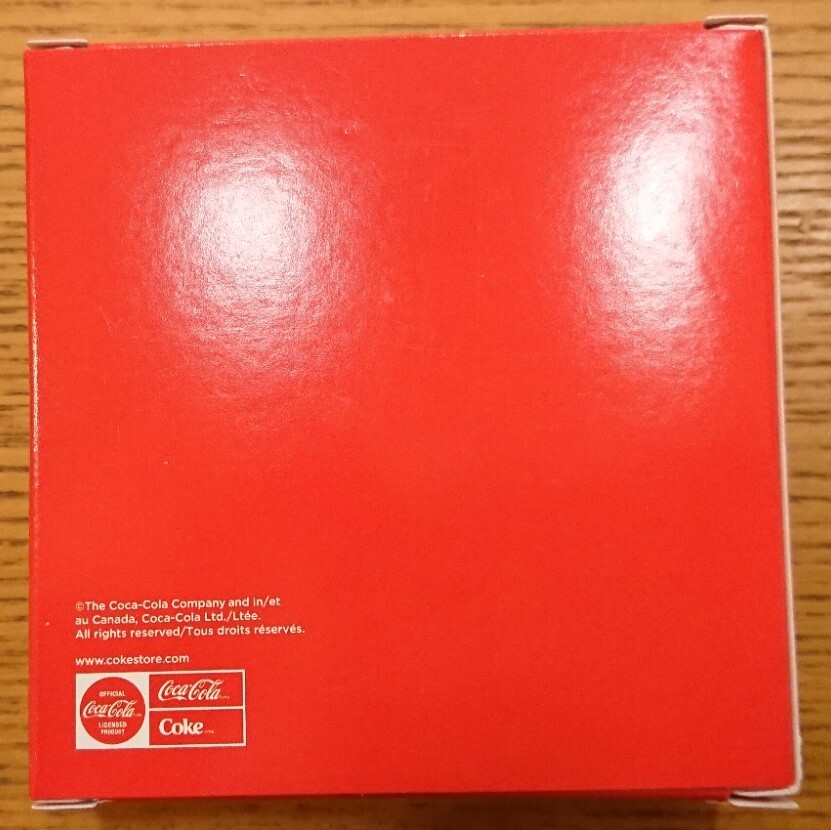 ©The Coca-Cola Company and in/et
au Canada, Coca-Cola Ltd./Ltée.
All rights reserved/Tous droits réservés.
www.cokestore.com
OFFICIAL
Coca-Cola
LICENSED
PRODUCT
Coca-Cola
Coke